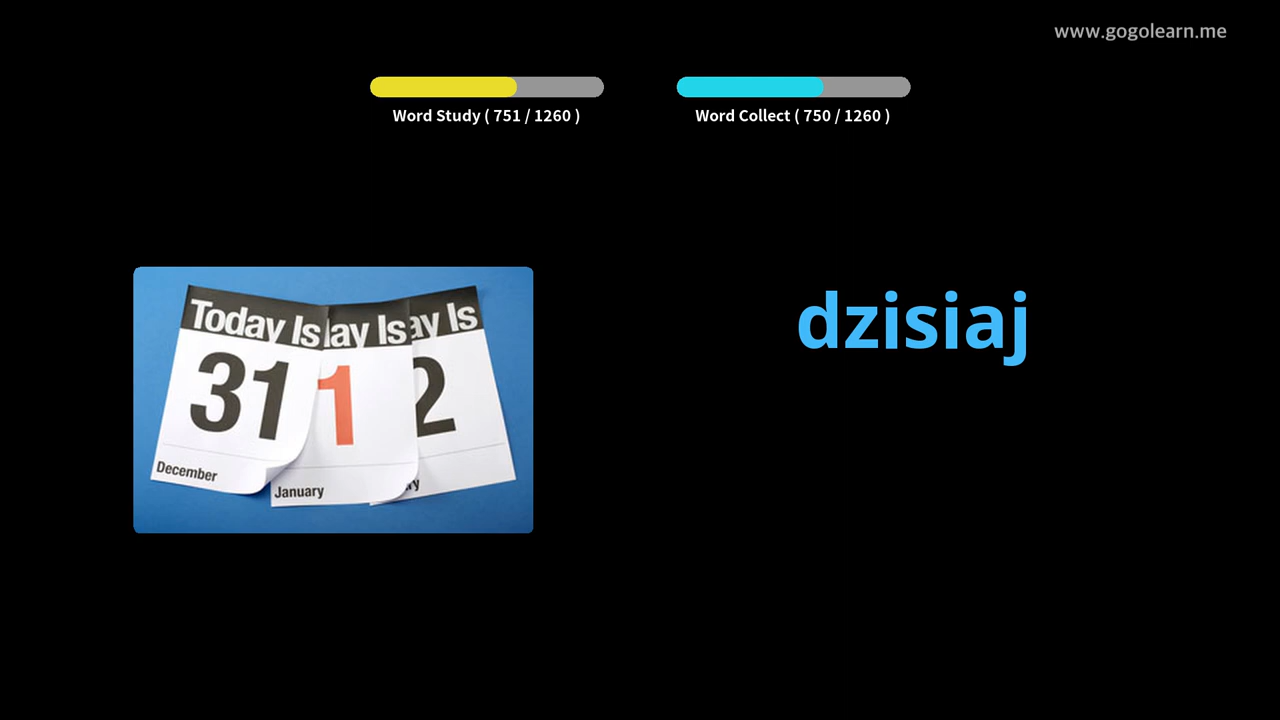 www.gogolearn.me
Word Study ( 751 / 1260 )
Word Collect ( 750 / 1260 )
Today Is
31
December
ay Is
1
January
ay Is
2
ry
dzisiaj